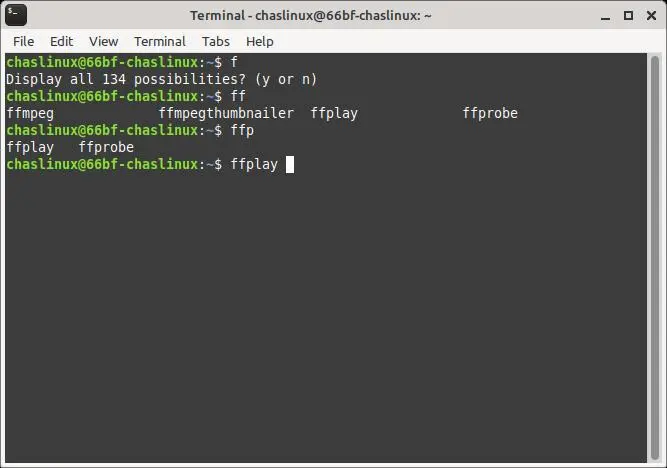 Terminal - chaslinux@66bf-chaslinux: ~
File Edit View Terminal Tabs Help
chaslinux@66bf-chaslinux:~$ f
Display all 134 possibilities? (y or n)
chaslinux@66bf-chaslinux:~$ ff
ffmpeg ffmpegthumbnailer ffplay ffprobe
chaslinux@66bf-chaslinux:~$ ffp
ffplay ffprobe
chaslinux@66bf-chaslinux:~$ ffplay